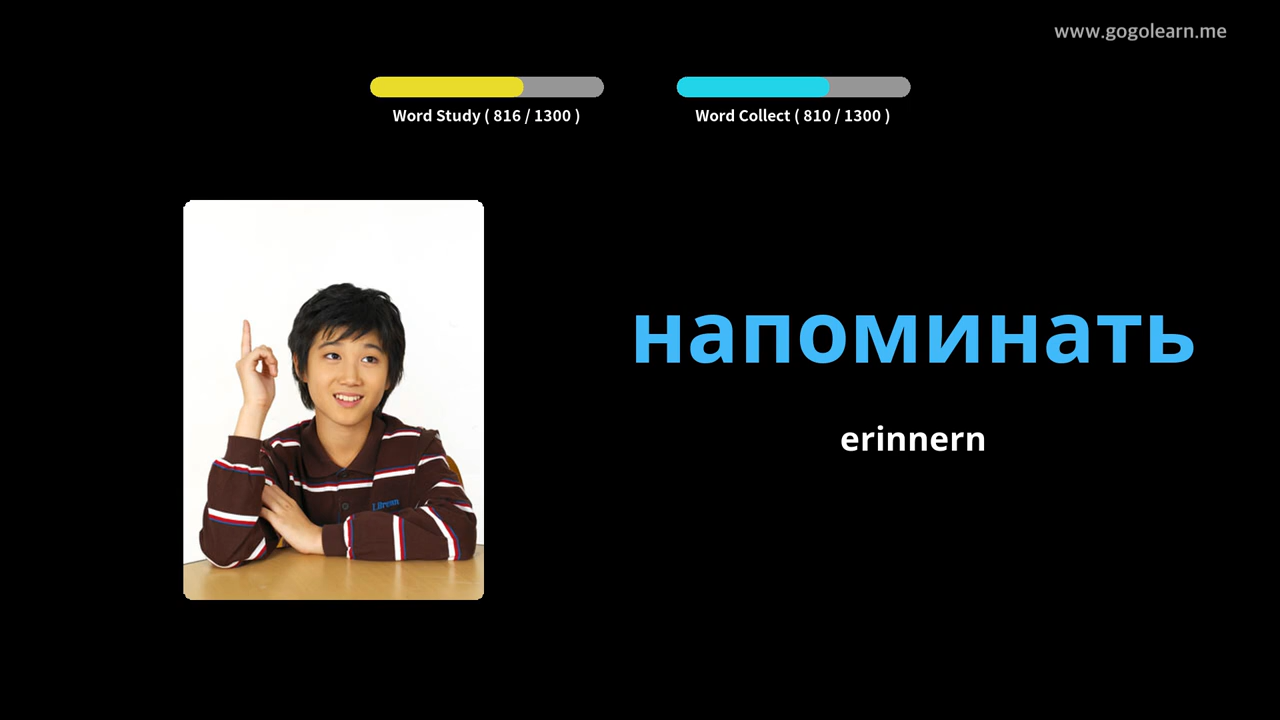 www.gogolearn.me
Word Study ( 816 / 1300 )
Word Collect ( 810 / 1300 )
напоминать
erinnern